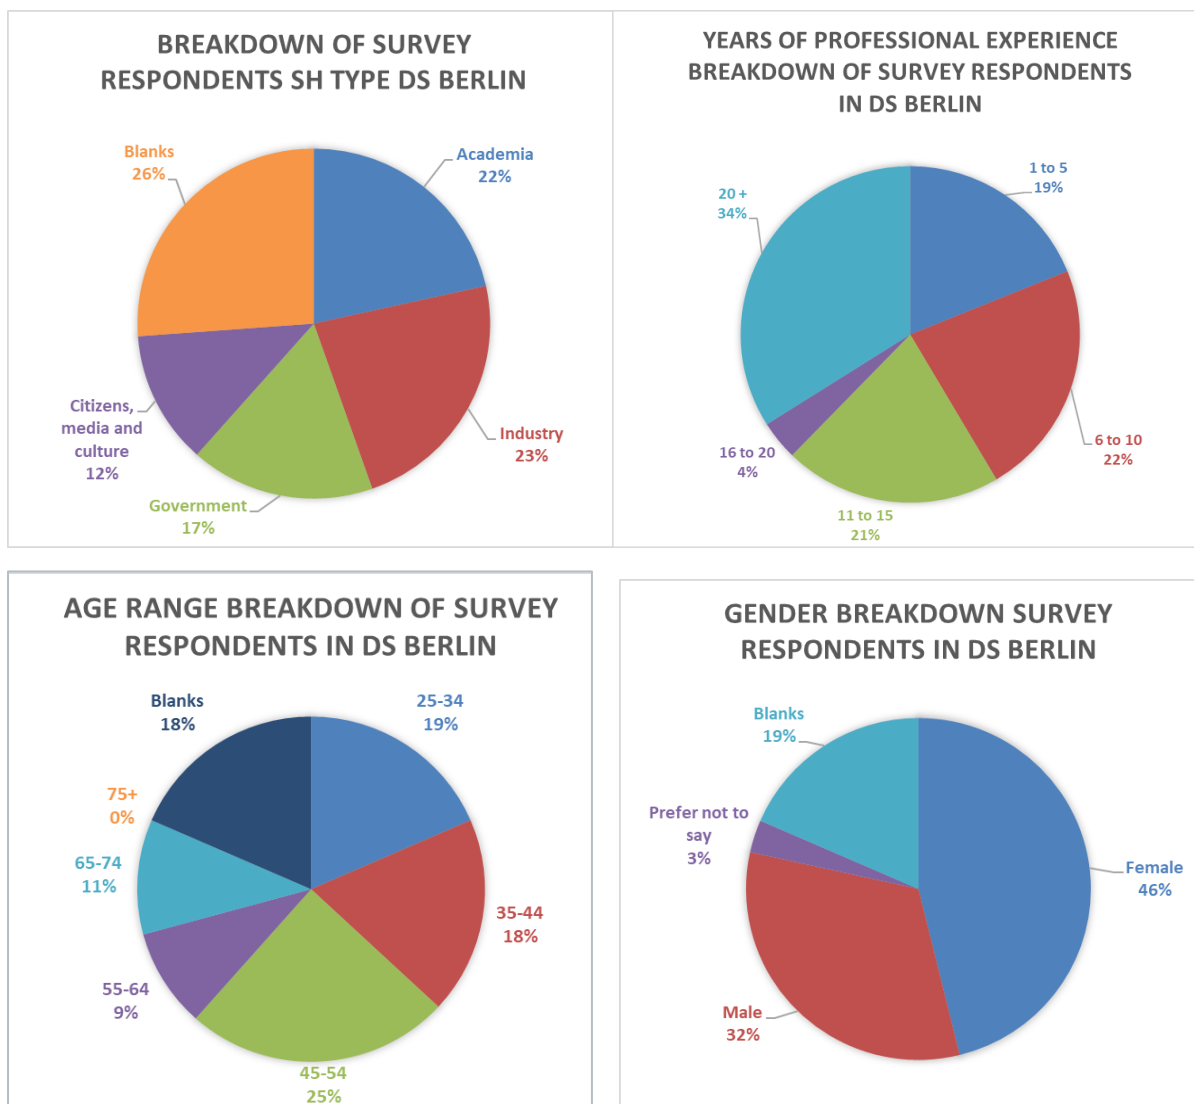 BREAKDOWN OF SURVEY
RESPONDENTS SH TYPE DS BERLIN
Blanks
26%
Academia
22%
Citizens,
media and
culture
12%
Industry
23%
Government
17%
YEARS OF PROFESSIONAL EXPERIENCE
BREAKDOWN OF SURVEY RESPONDENTS
IN DS BERLIN
20 +
34%
1 to 5
19%
16 to 20
4%
6 to 10
22%
11 to 15
21%
AGE RANGE BREAKDOWN OF SURVEY
RESPONDENTS IN DS BERLIN
Blanks
18%
25-34
19%
75+
0%
65-74
11%
35-44
18%
55-64
9%
45-54
25%
GENDER BREAKDOWN SURVEY
RESPONDENTS IN DS BERLIN
Blanks
19%
Prefer not to
say
3%
Female
46%
Male
32%